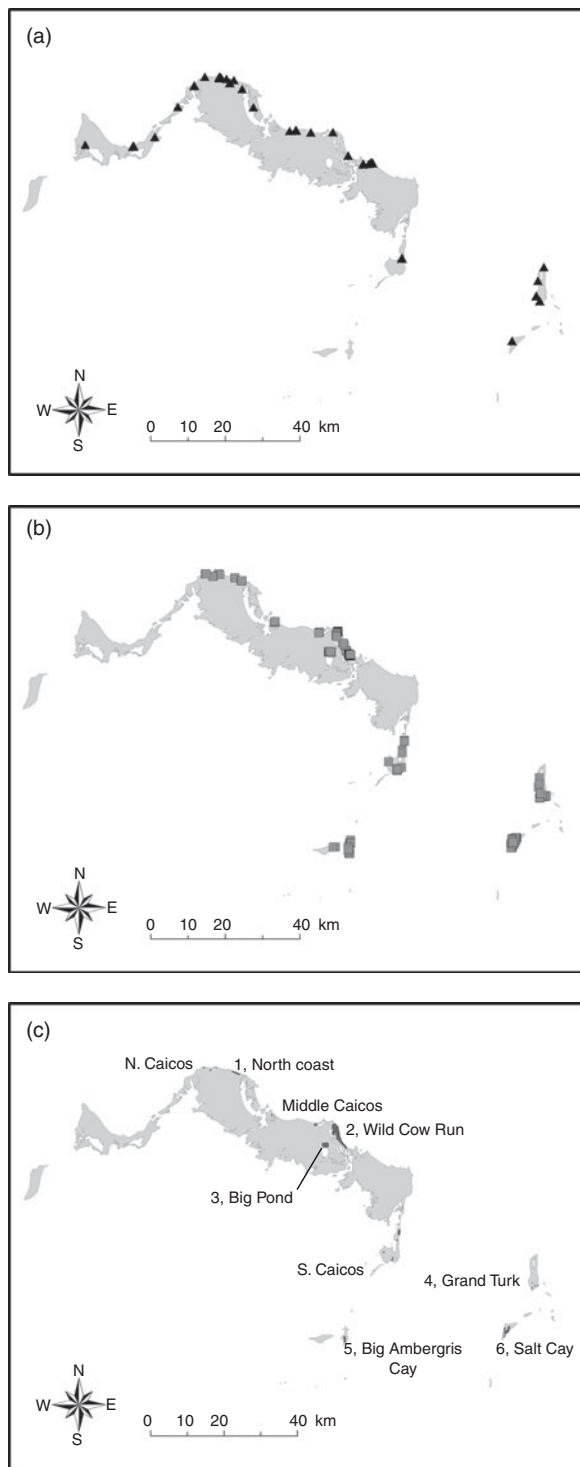 (a)
N
W E
S
0 10 20 40 km
(b)
N
W E
S
0 10 20 40 km
(c)
N. Caicos
1, North coast
Middle Caicos
2, Wild Cow Run
3, Big Pond
S. Caicos
4, Grand Turk
5, Big Ambergris
Cay
6, Salt Cay
N
W E
S
0 10 20 40 km